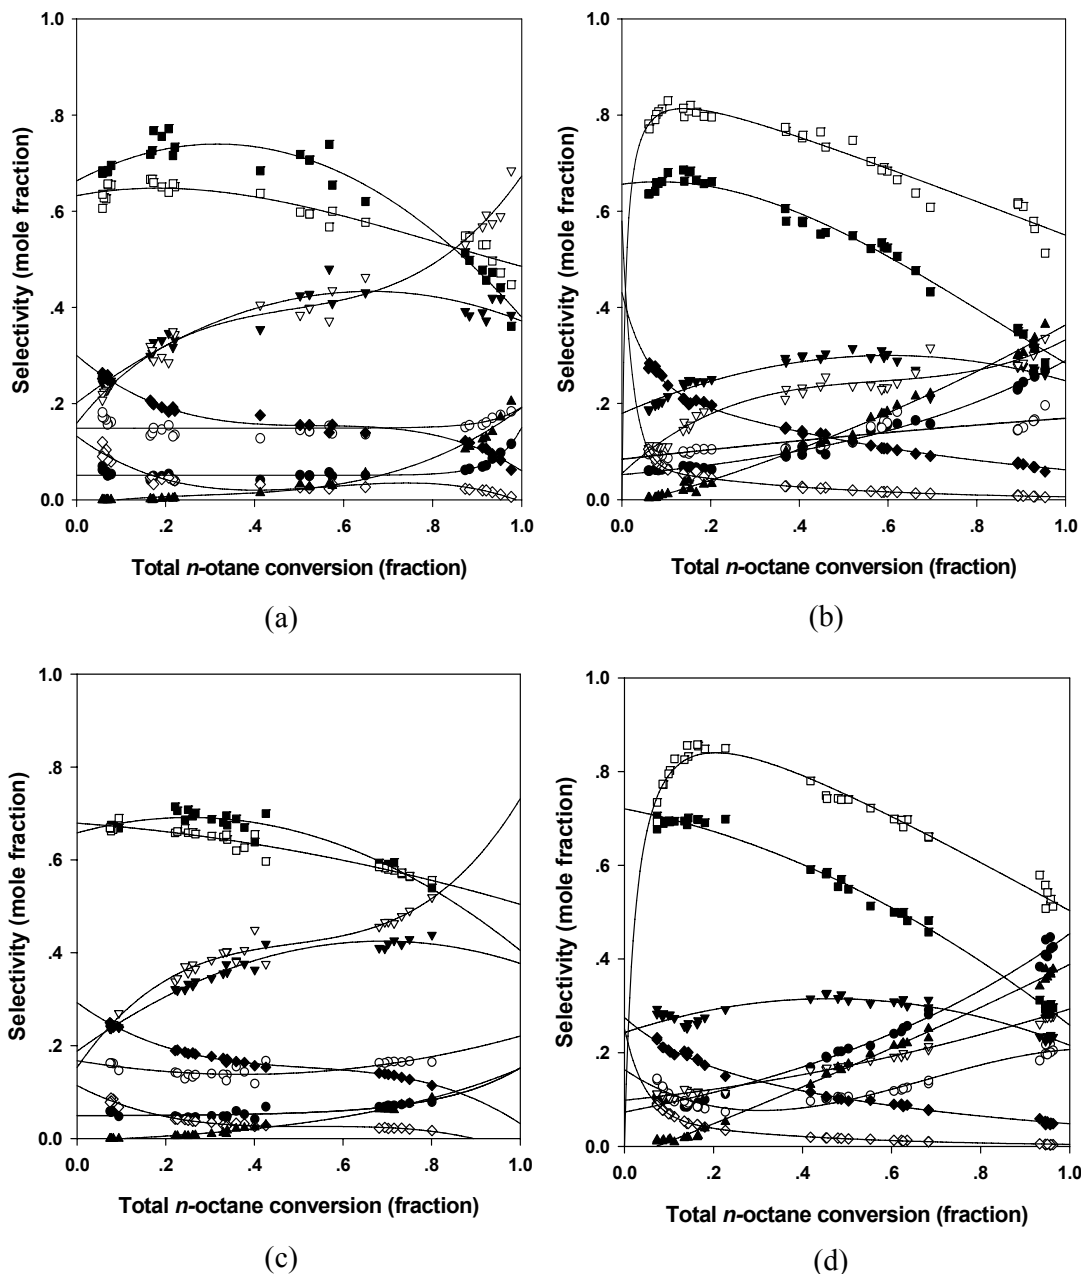 1.0 1.0
.8 .8
.6 .6
.4 .4
.2 .2
0.0 0.0
Selectivity (mole fraction) Selectivity (mole fraction)
0.0 .2 .4 .6 .8 1.0 0.0 .2 .4 .6 .8 1.0
Total n-otane conversion (fraction) Total n-octane conversion (fraction)
(a) (b)
1.0 1.0
.8 .8
.6 .6
.4 .4
.2 .2
0.0 0.0
Selectivity (mole fraction) Selectivity (mole fraction)
0.0 .2 .4 .6 .8 1.0 0.0 .2 .4 .6 .8 1.0
Total n-octane conversion (fraction) Total n-octane conversion (fraction)
(c) (d)